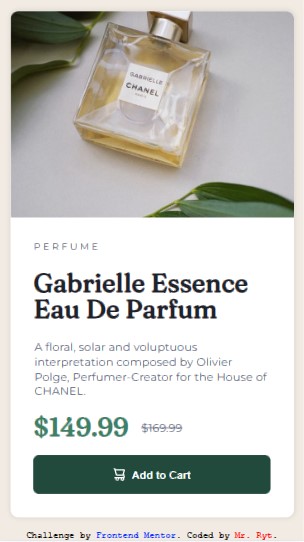 GABRIELLE
CHANEL
PARIS
PERFUME
Gabrielle Essence
Eau De Parfum
A floral, solar and voluptuous
interpretation composed by Olivier
Polge, Perfumer-Creator for the House of
CHANEL.
$149.99 $169.99
Add to Cart
Challenge by Frontend Mentor. Coded by Mr. Ryt.